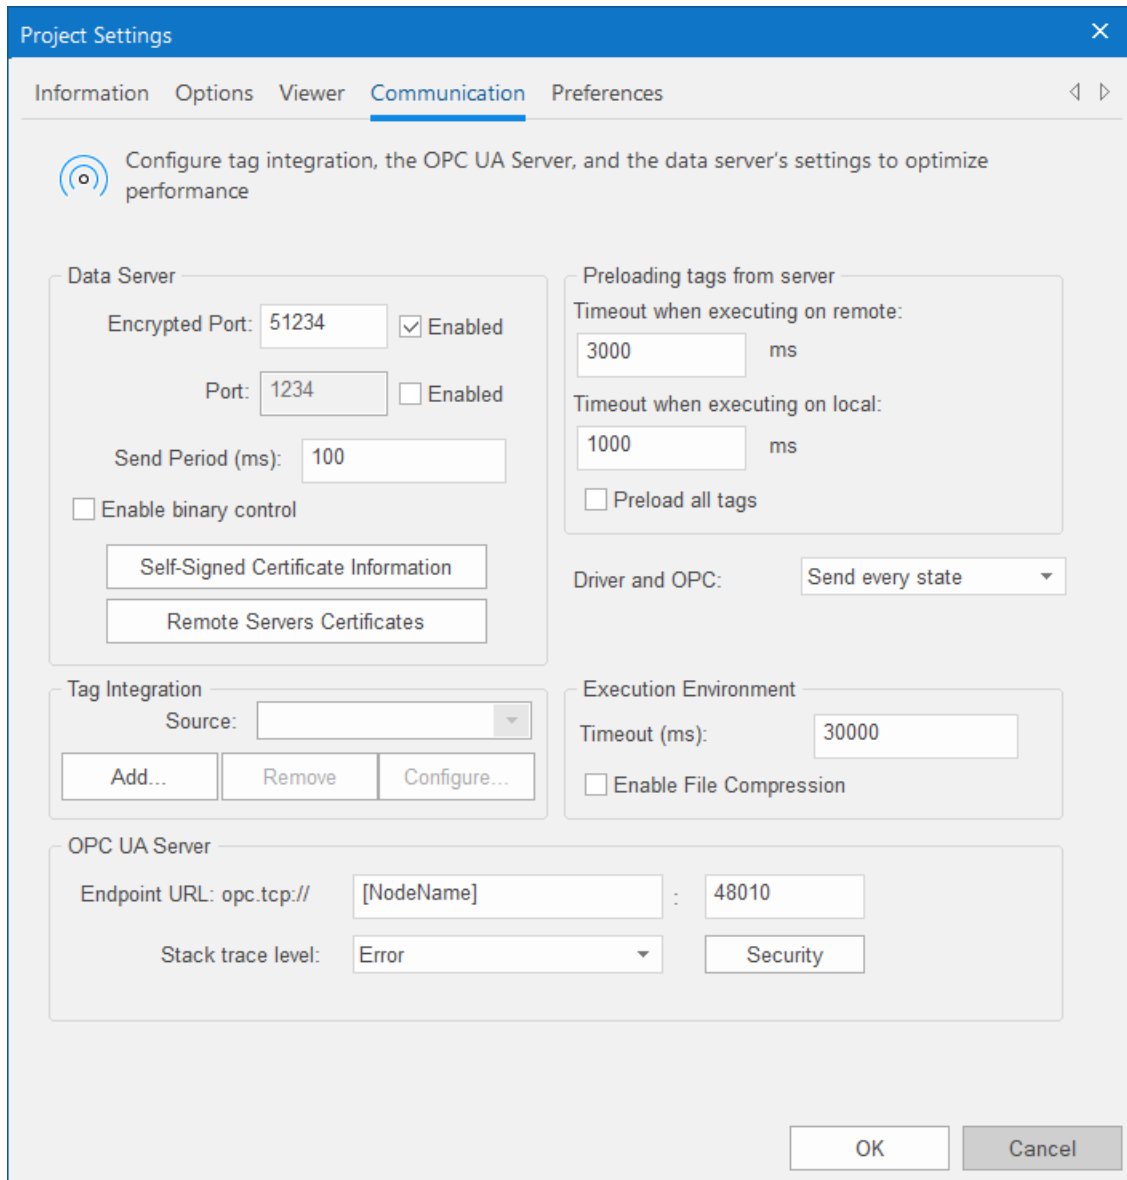 Project Settings
Information Options Viewer Communication Preferences
Configure tag integration, the OPC UA Server, and the data server's settings to optimize
performance
Data Server
Encrypted Port: 51234 Enabled
Port: 1234 Enabled
Send Period (ms): 100
Enable binary control
Self-Signed Certificate Information
Remote Servers Certificates
Preloading tags from server
Timeout when executing on remote:
3000 ms
Timeout when executing on local:
1000 ms
Preload all tags
Driver and OPC: Send every state
Tag Integration
Source:
Add... Remove Configure...
Execution Environment
Timeout (ms): 30000
Enable File Compression
OPC UA Server
Endpoint URL: opc.tcp:// [NodeName] : 48010
Stack trace level: Error Security
OK Cancel